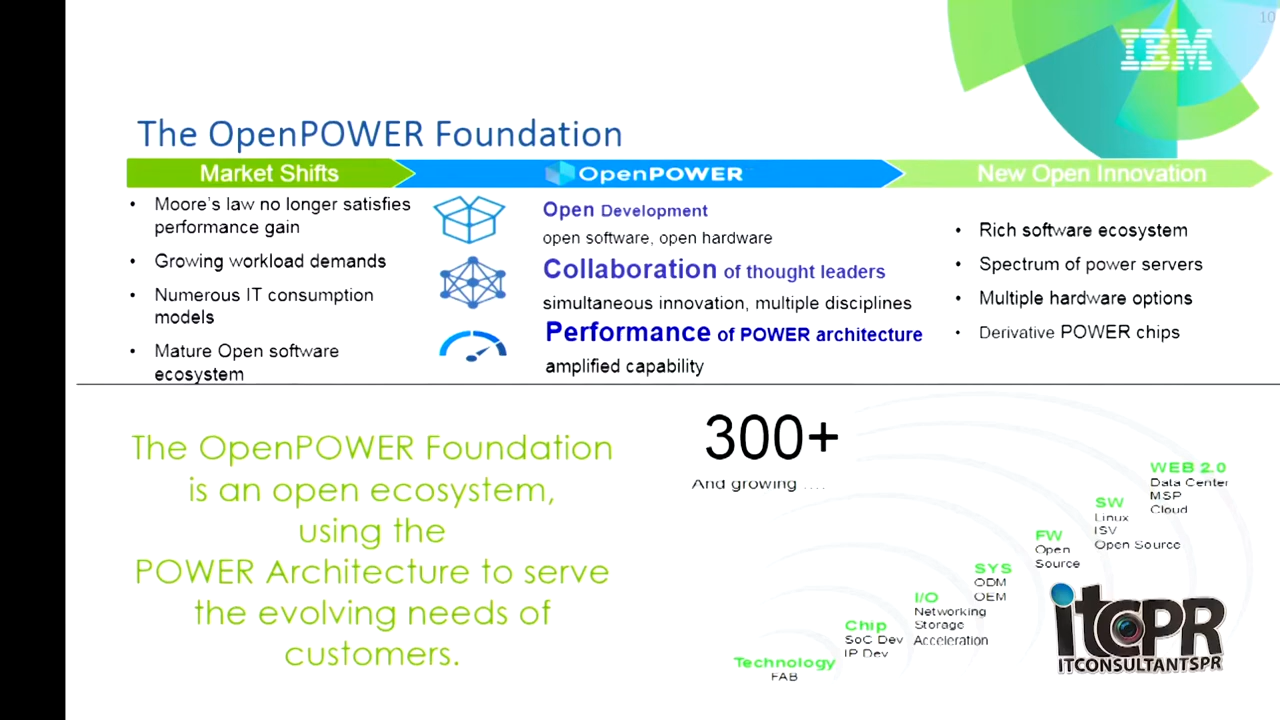 10
IBM
The OpenPOWER Foundation
Market Shifts
OpenPOWER
New Open Innovation
• Moore's law no longer satisfies
performance gain
• Growing workload demands
• Numerous IT consumption
models
• Mature Open software
ecosystem
Open Development
open software, open hardware
Collaboration of thought leaders
simultaneous innovation, multiple disciplines
Performance of POWER architecture
amplified capability
• Rich software ecosystem
• Spectrum of power servers
• Multiple hardware options
• Derivative POWER chips
The OpenPOWER Foundation
is an open ecosystem,
using the
POWER Architecture to serve
the evolving needs of
customers.
300+
And growing ....
Technology
FAB
Chip
SoC Dev
IP Dev
I/O
Networking
Storage
Acceleration
SYS
ODM
OEM
FW
Open
Source
SW
Linux
ISV
Open Source
WEB 2.0
Data Center
MSP
Cloud
itCPR
ITCONSULTANTSPR